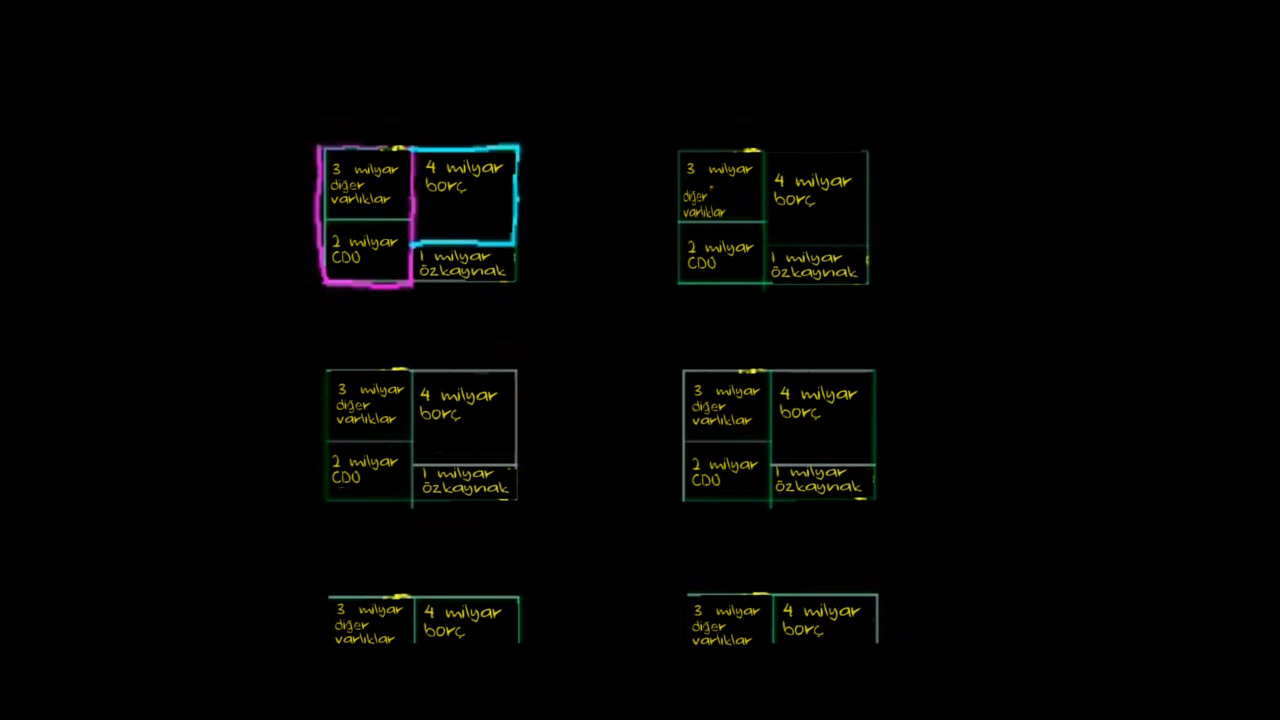 3 milyar
diğer
varlıklar
2 milyar
CDO
4 milyar
borç
1 milyar
özkaynak
3 milyar
diğer
varlıklar
2 milyar
CDO
4 milyar
borç
1 milyar
özkaynak
3 milyar
diğer
varlıklar
2 milyar
CDO
4 milyar
borç
1 milyar
özkaynak
3 milyar
diğer
varlıklar
2 milyar
CDO
4 milyar
borç
1 milyar
özkaynak
3 milyar
diğer
varlıklar
4 milyar
borç
3 milyar
diğer
varlıklar
4 milyar
borç